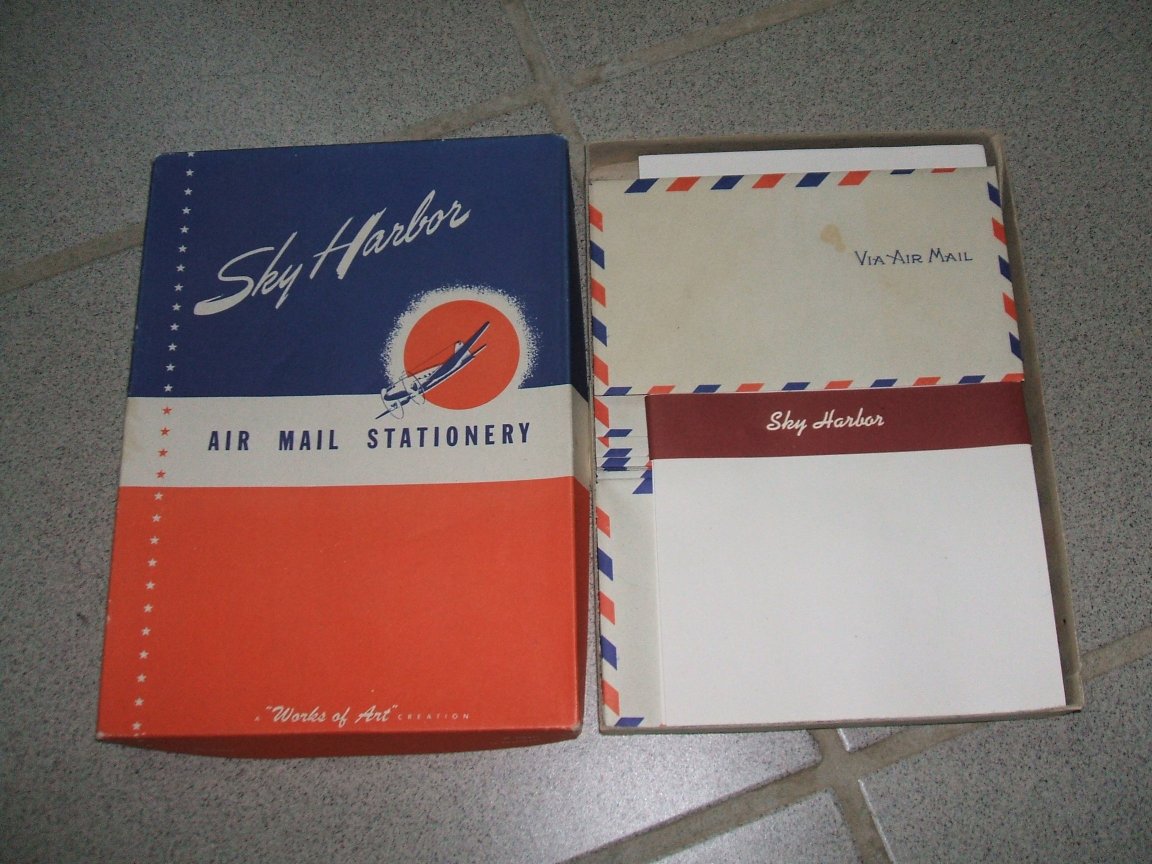 Sky Harbor
AIR MAIL STATIONERY
A "Works of Art" CREATION
VIA AIR MAIL
Sky Harbor